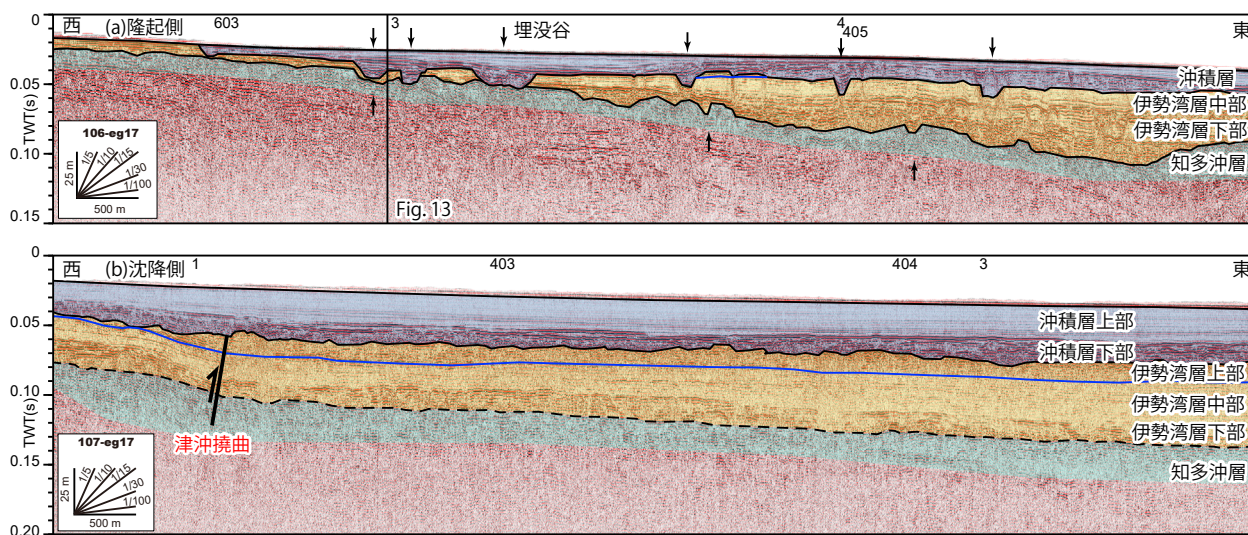 西 (a)隆起側 603 3 埋没谷 4 405 東
0
0.05
0.10
0.15
TWT(s)
沖積層
伊勢湾層中部
伊勢湾層下部
知多沖層
106-eg17
1/5 1/10 1/15
1/30
1/100
25 m
500 m
Fig. 13
西 (b)沈降側 1 403 404 3 東
0
0.05
0.10
0.15
0.20
TWT(s)
沖積層上部
沖積層下部
伊勢湾層上部
伊勢湾層中部
伊勢湾層下部
知多沖層
津沖撓曲
107-eg17
1/5 1/10 1/15
1/30
1/100
25 m
500 m